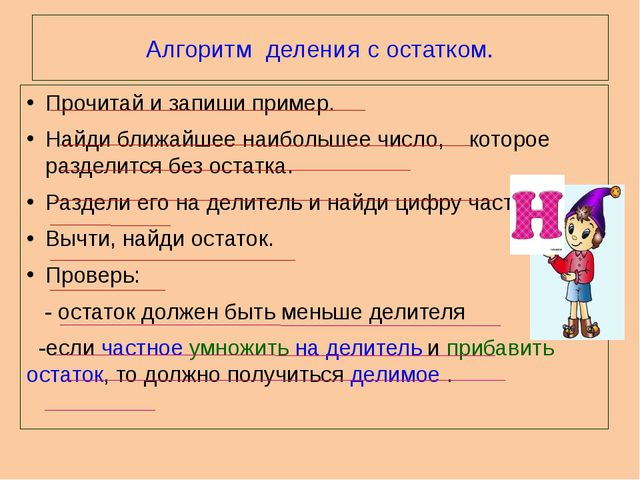 Алгоритм деления с остатком.
• Прочитай и запиши пример.
• Найди ближайшее наибольшее число, которое
разделится без остатка.
• Раздели его на делитель и найди цифру част
• Вычти, найди остаток.
• Проверь:
- остаток должен быть меньше делителя
-если частное умножить на делитель и прибавить
остаток, то должно получиться делимое .
Н